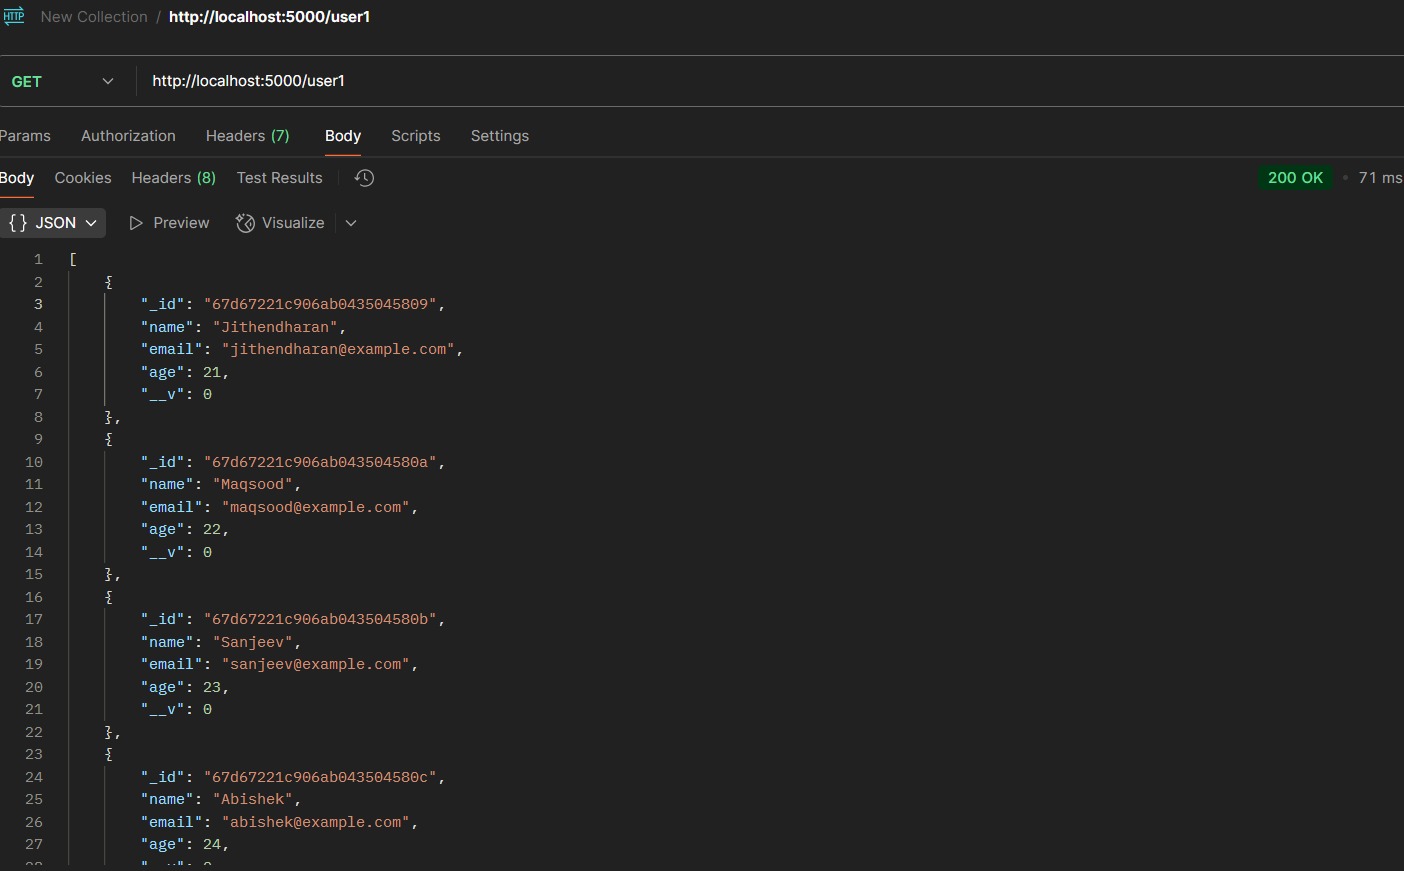 HTTP New Collection / http://localhost:5000/user1
GET http://localhost:5000/user1
Params Authorization Headers (7) Body Scripts Settings
Body Cookies Headers (8) Test Results 200 OK • 71 ms
{} JSON Preview Visualize
1 [
2 {
3 "_id": "67d67221c906ab0435045809",
4 "name": "Jithendharan",
5 "email": "jithendharan@example.com",
6 "age": 21,
7 "__v": 0
8 },
9 {
10 "_id": "67d67221c906ab043504580a",
11 "name": "Maqsood",
12 "email": "maqsood@example.com",
13 "age": 22,
14 "__v": 0
15 },
16 {
17 "_id": "67d67221c906ab043504580b",
18 "name": "Sanjeev",
19 "email": "sanjeev@example.com",
20 "age": 23,
21 "__v": 0
22 },
23 {
24 "_id": "67d67221c906ab043504580c",
25 "name": "Abishek",
26 "email": "abishek@example.com",
27 "age": 24,